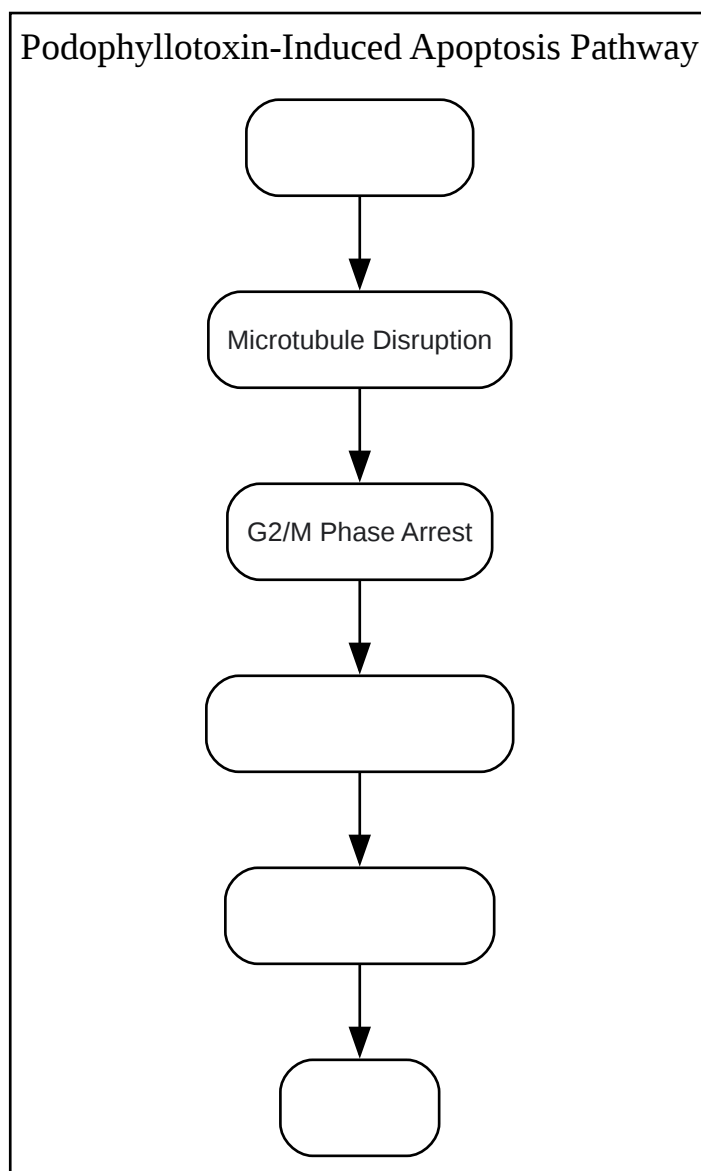 Podophyllotoxin-Induced Apoptosis Pathway
Microtubule Disruption
G2/M Phase Arrest